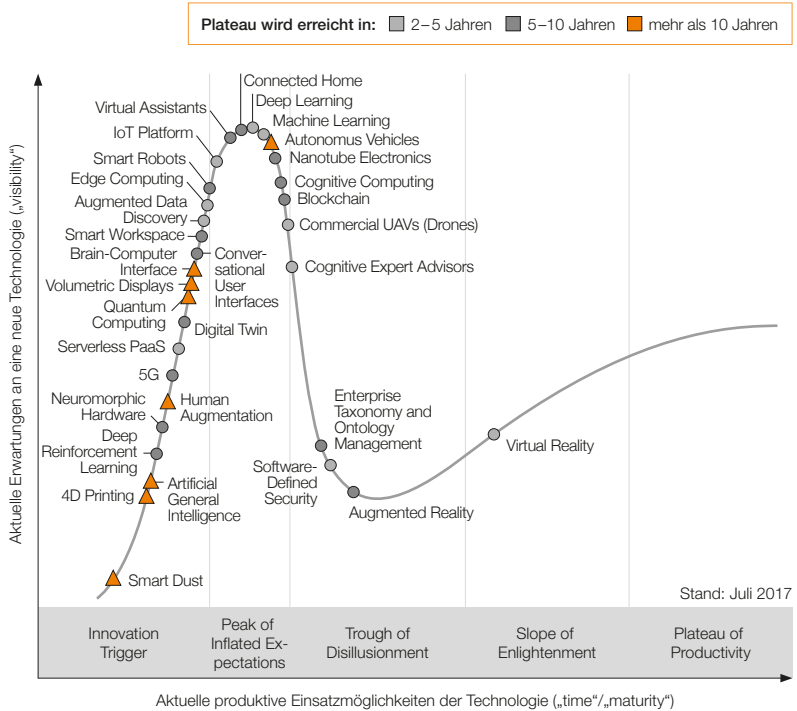 Plateau wird erreicht in: 2–5 Jahren 5–10 Jahren mehr als 10 Jahren
Aktuelle Erwartungen an eine neue Technologie („visibility“)
Connected Home
Deep Learning
Virtual Assistants
Machine Learning
IoT Platform
Autonomus Vehicles
Smart Robots
Nanotube Electronics
Edge Computing
Cognitive Computing
Augmented Data
Discovery
Blockchain
Commercial UAVs (Drones)
Smart Workspace
Brain-Computer
Interface
Conver-
sational
User
Interfaces
Cognitive Expert Advisors
Volumetric Displays
Quantum
Computing
Digital Twin
Serverless PaaS
5G
Neuromorphic
Hardware
Human
Augmentation
Deep
Reinforcement
Learning
Artificial
General
Intelligence
4D Printing
Smart Dust
Enterprise
Taxonomy and
Ontology
Management
Software-
Defined
Security
Augmented Reality
Virtual Reality
Stand: Juli 2017
Innovation
Trigger
Peak of
Inflated Ex-
pectations
Trough of
Disillusionment
Slope of
Enlightenment
Plateau of
Productivity
Aktuelle produktive Einsatzmöglichkeiten der Technologie („time“/„maturity“)